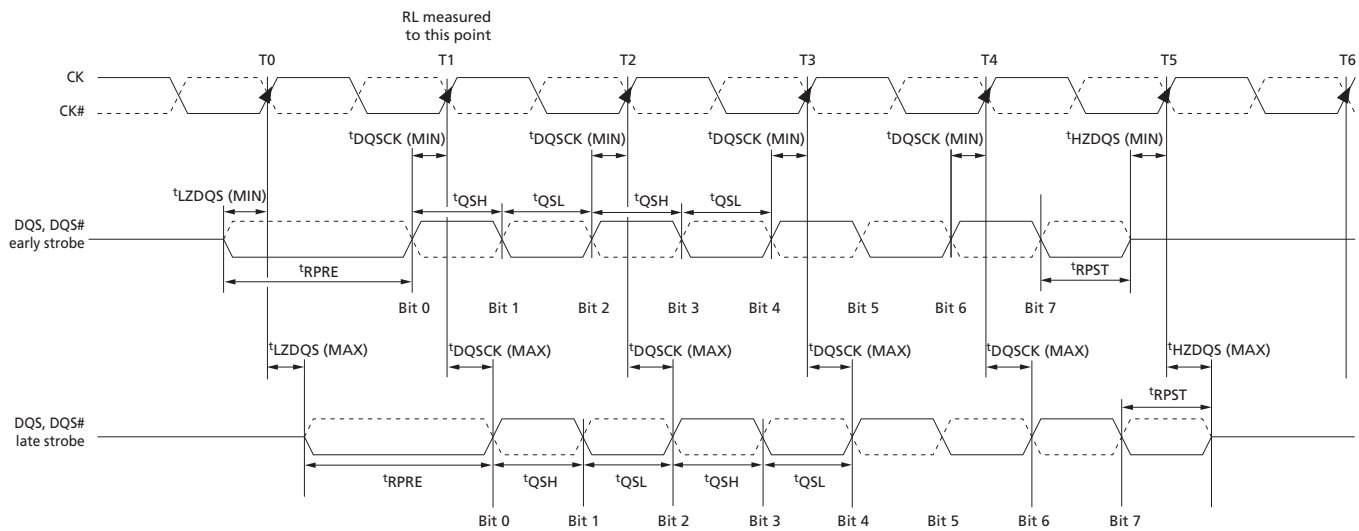 RL measured
to this point
T0 T1 T2 T3 T4 T5 T6
CK
CK#
tDQSCK (MIN) tDQSCK (MIN) tDQSCK (MIN) tDQSCK (MIN) tHZDQS (MIN)
tLZDQS (MIN)
tQSH tQSL tQSH tQSL
DQS, DQS#
early strobe
tRPRE tRPST
Bit 0 Bit 1 Bit 2 Bit 3 Bit 4 Bit 5 Bit 6 Bit 7
tLZDQS (MAX) tDQSCK (MAX) tDQSCK (MAX) tDQSCK (MAX) tDQSCK (MAX) tHZDQS (MAX)
tRPST
DQS, DQS#
late strobe
tRPRE tQSH tQSL tQSH tQSL
Bit 0 Bit 1 Bit 2 Bit 3 Bit 4 Bit 5 Bit 6 Bit 7